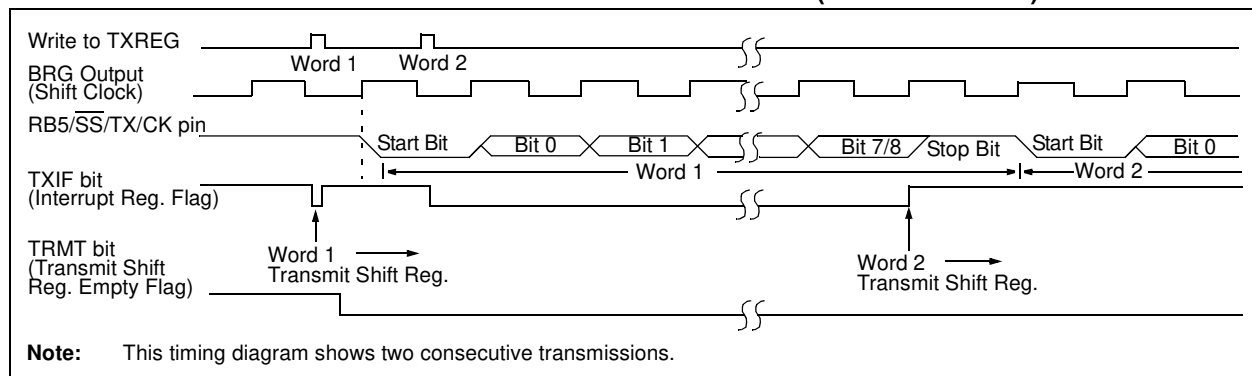 Write to TXREG
Word 1 Word 2
BRG Output
(Shift Clock)
RB5/SS/TX/CK pin
Start Bit Bit 0 Bit 1 Bit 7/8 Stop Bit Start Bit Bit 0
Word 1 Word 2
TXIF bit
(Interrupt Reg. Flag)
TRMT bit
(Transmit Shift
Reg. Empty Flag)
Word 1
Transmit Shift Reg.
Word 2
Transmit Shift Reg.
Note: This timing diagram shows two consecutive transmissions.